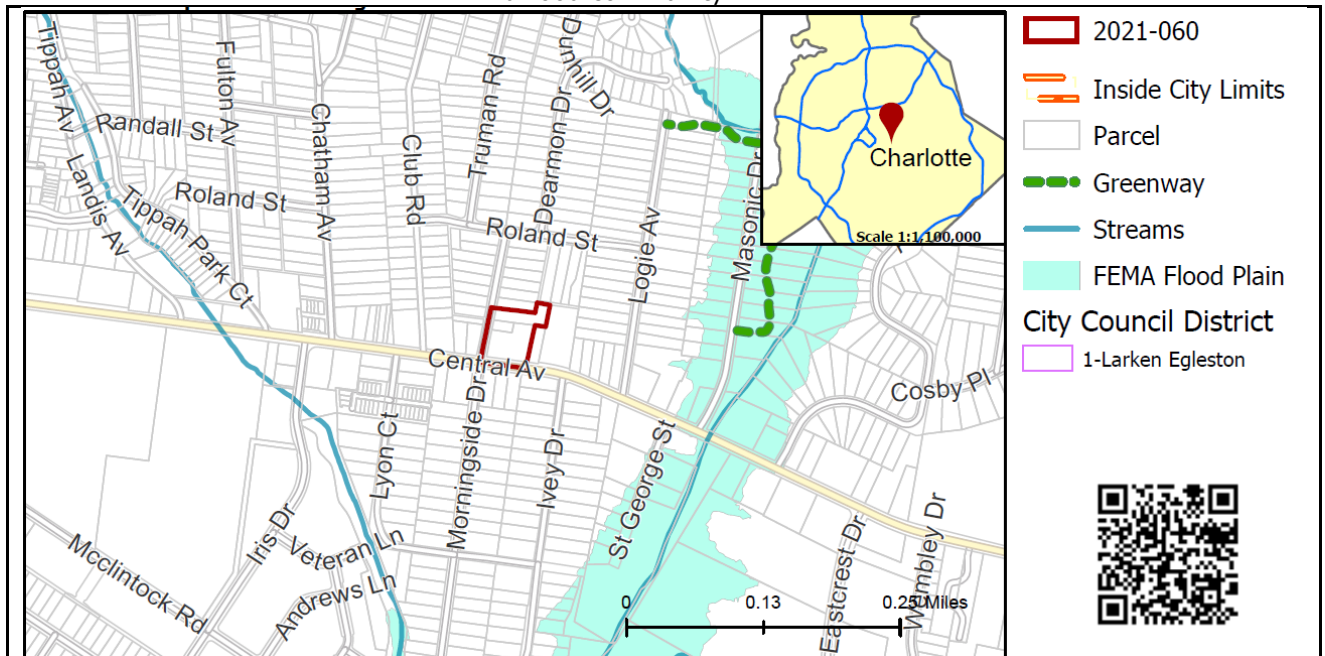 Tippah Av
Fulton Av
Randall St
Landis Av
Roland St
Tippah Park Ct
Chatham Av
Club Rd
Truman Rd
Dearmon Dr
Dunhill Dr
Roland St
Logie Av
Masonic Dr
Charlotte
Scale 1:1,100,000
Central Av
Cosby Pl
Lyon Ct
Morningside Dr
Ivey Dr
St George St
Iris Dr
Veteran Ln
Andrews Ln
Mcclintock Rd
Eastcrest Dr
Wimbley Dr
0
0.13
0.25 Miles
2021-060
Inside City Limits
Parcel
Greenway
Streams
FEMA Flood Plain
City Council District
1-Larken Egleston